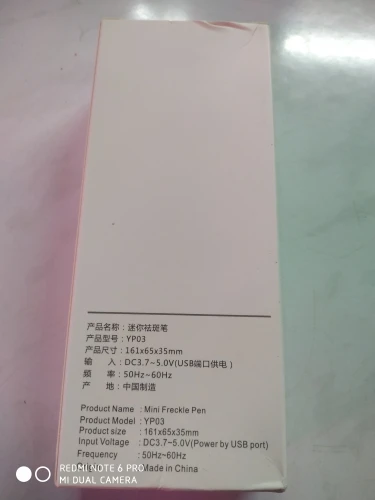 产品名称：迷你祛斑笔
产品型号：YP03
产品尺寸：161x65x35mm
输 入：DC3.7~5.0V(USB端口供电）
频 率：50Hz~60Hz
产 地：中国制造
Product Name : Mini Freckle Pen
Product Model : YP03
Product size : 161x65x35mm
Input Voltage : DC3.7~5.0V(Power by USB port)
Frequency : 50Hz~60Hz
Made in China
REDMI NOTE 6 PRO
MI DUAL CAMERA